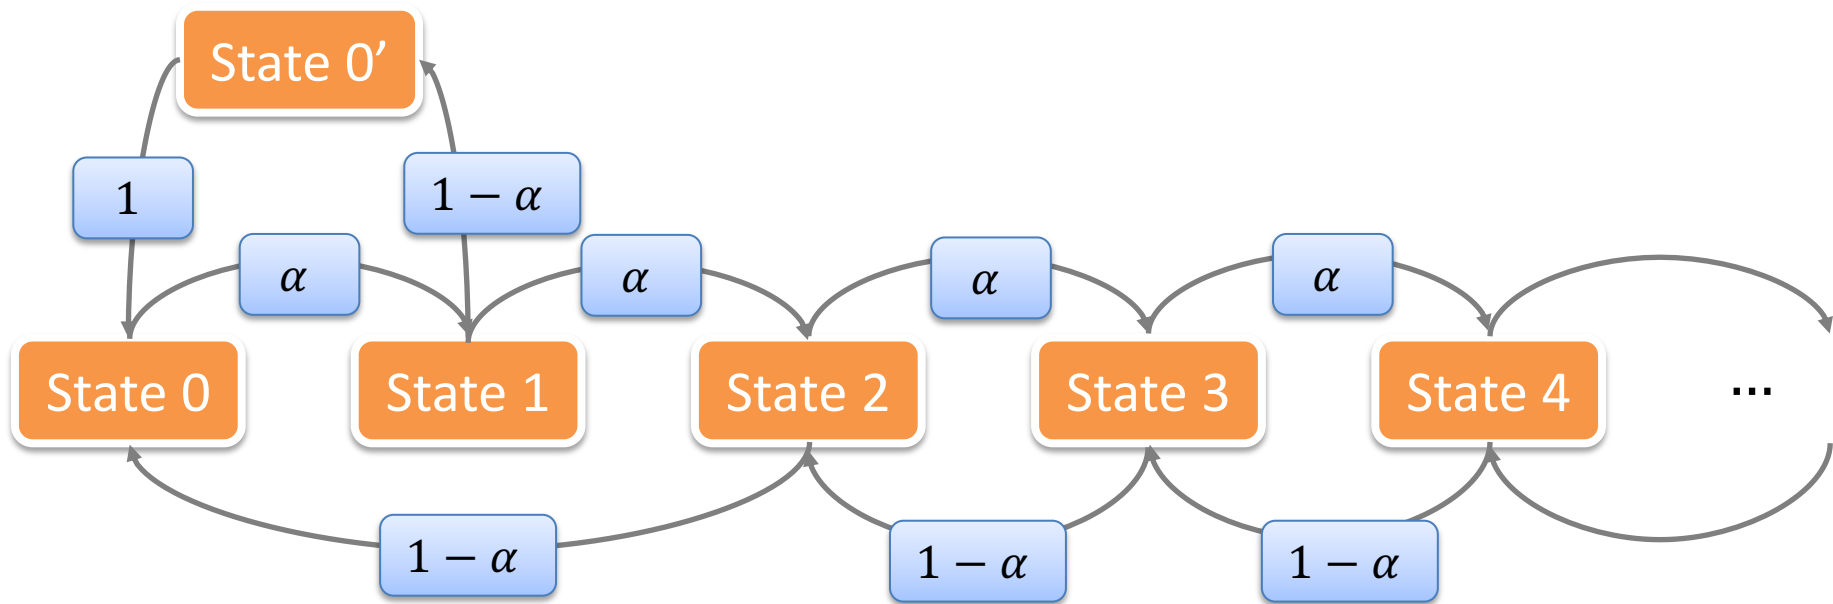 State 0’
1
1 − α
α
α
α
α
State 0
State 1
State 2
State 3
State 4
...
1 − α
1 − α
1 − α